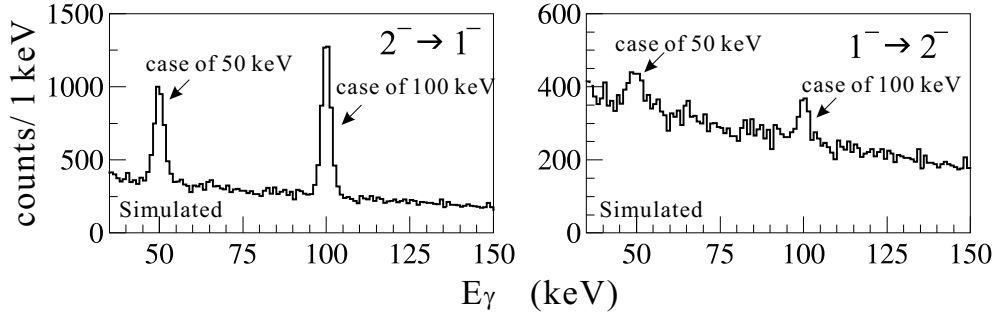 1500
1000
500
0
counts/ 1 keV
2⁻ → 1⁻
case of 50 keV
case of 100 keV
Simulated
50 75 100 125 150
600
400
200
0
1⁻ → 2⁻
case of 50 keV
case of 100 keV
Simulated
50 75 100 125 150
Eγ (keV)